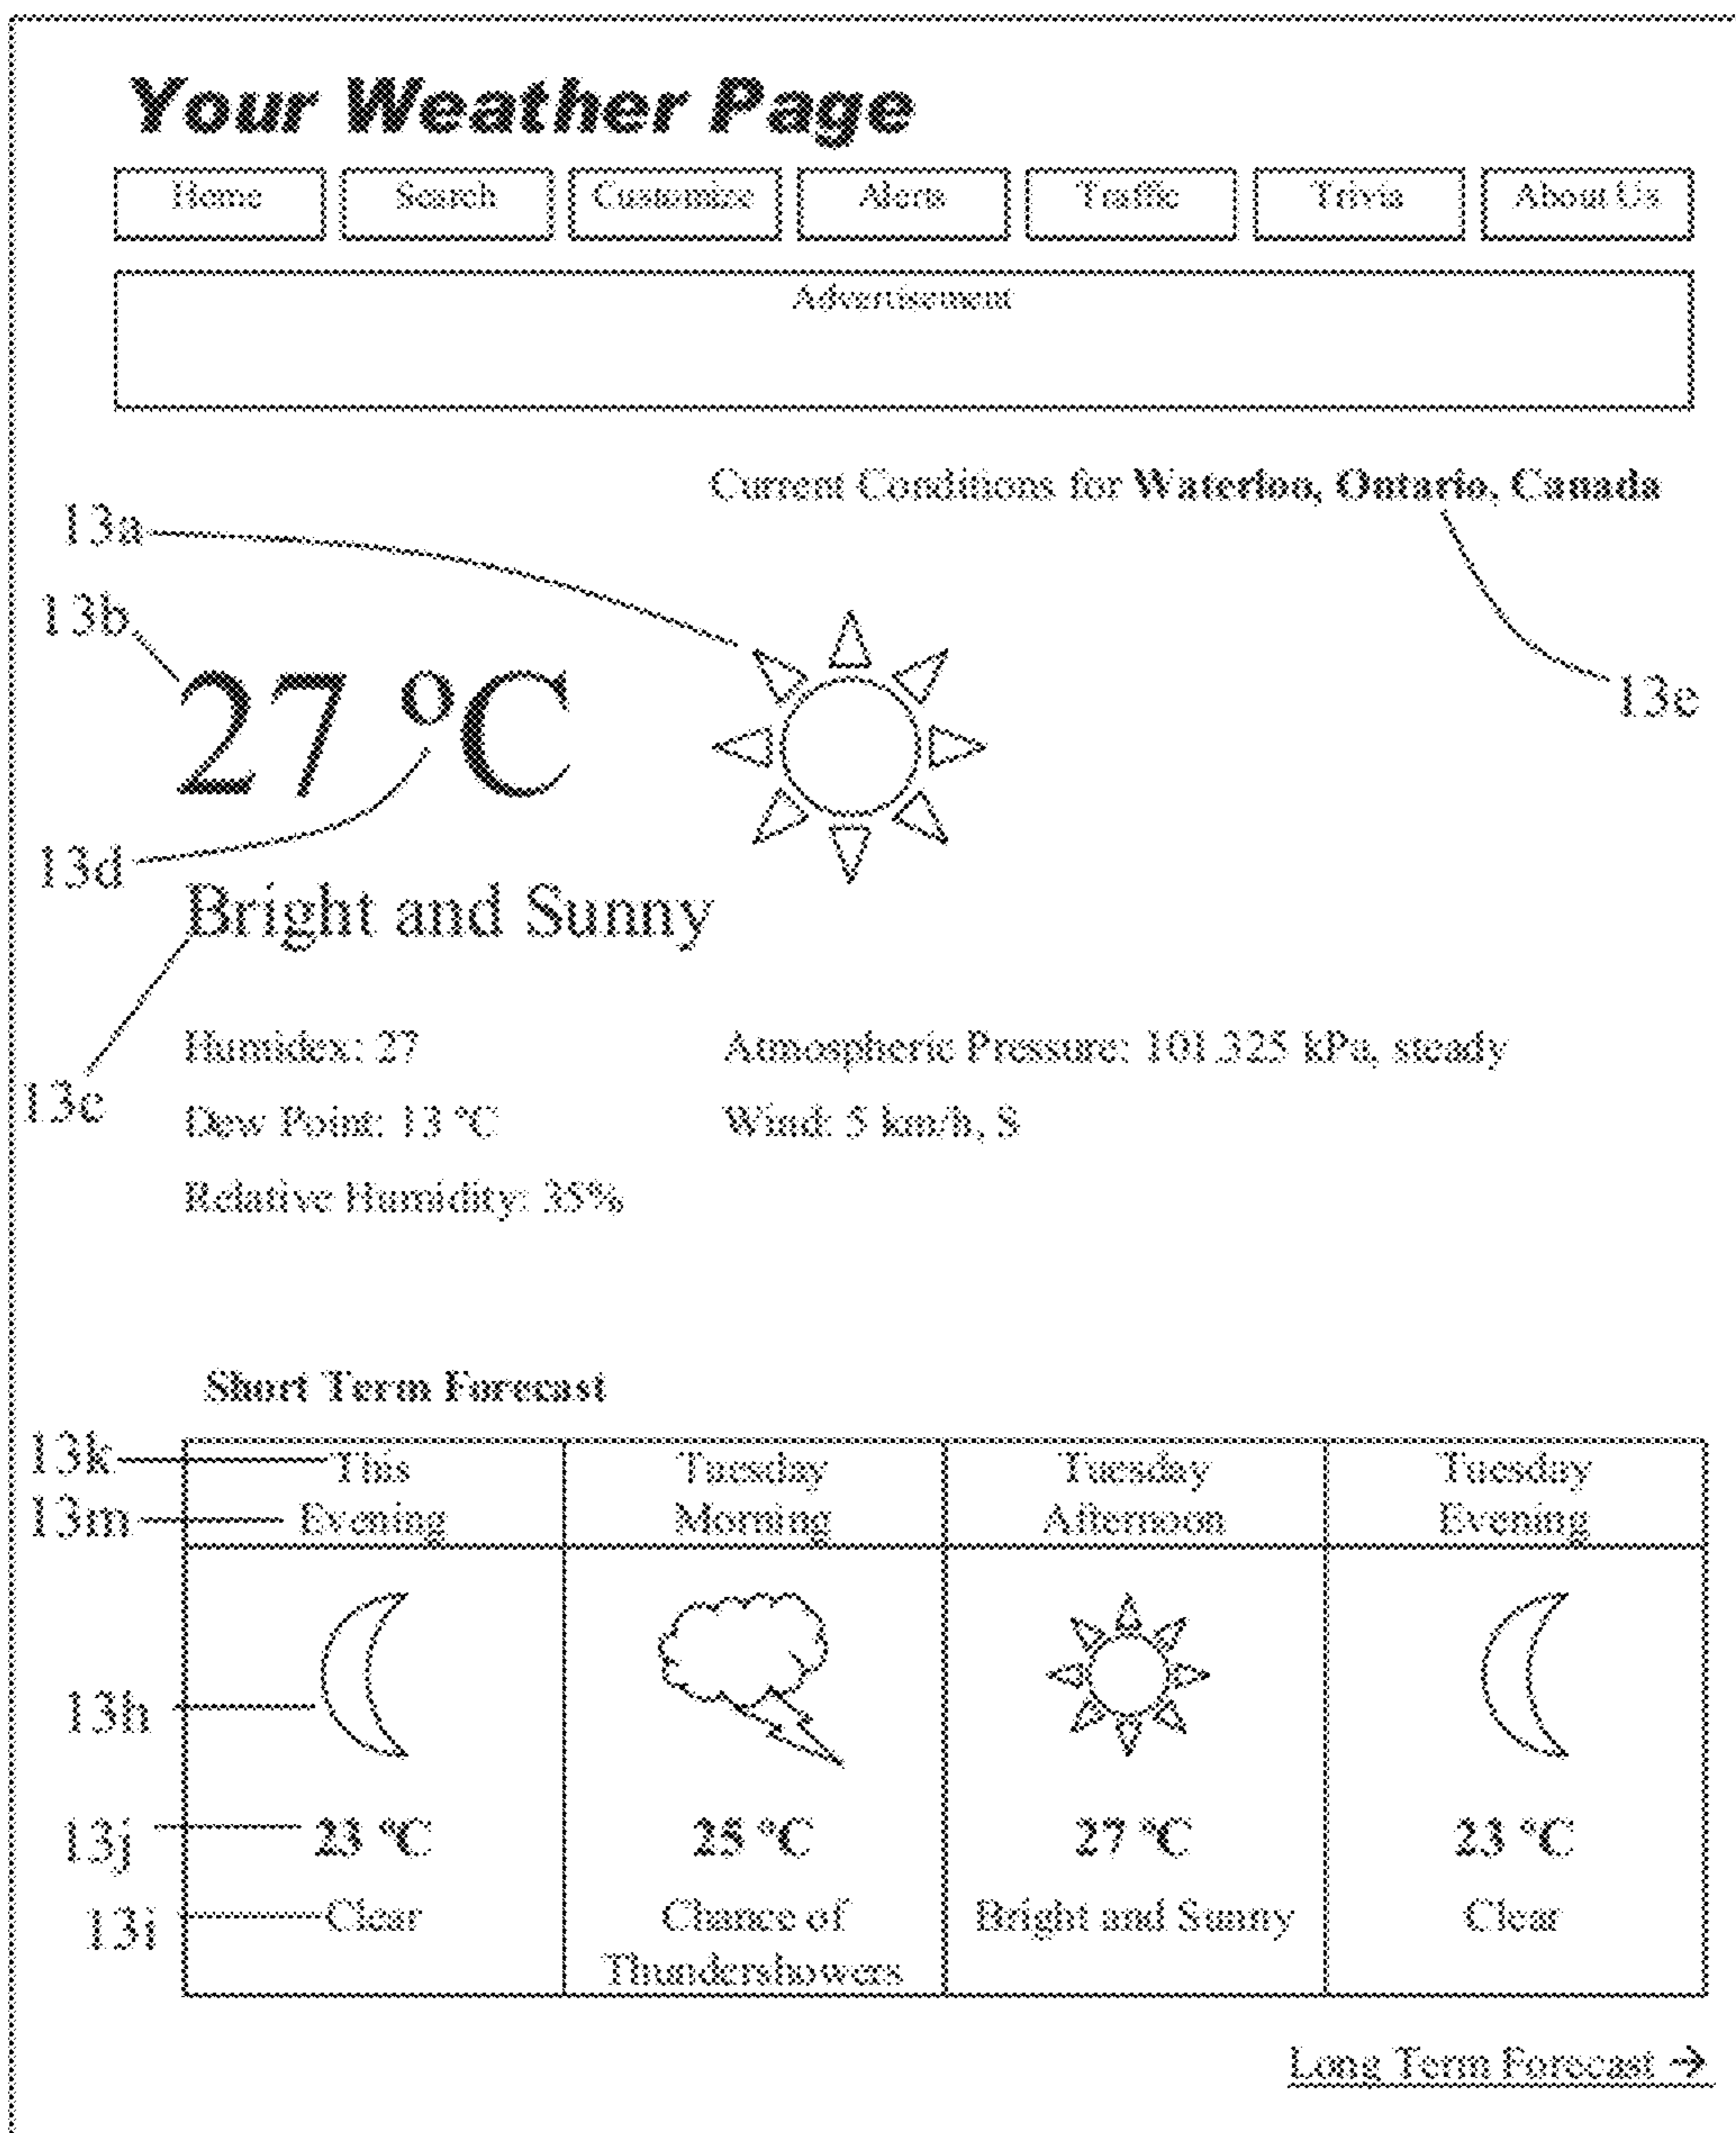 Your Weather Page
Home Search Customize Alerts Traffic Trivia About Us
Advertisement
Current Conditions for Waterloo, Ontario, Canada
13a
13b
27 °C
13e
13d
Bright and Sunny
13c
Humidex: 27 Atmospheric Pressure: 101.325 kPa, steady
Dew Point: 13 °C Wind: 5 km/h, S
Relative Humidity: 35%
Short Term Forecast
13k This Tuesday Tuesday Tuesday
13m Evening Morning Afternoon Evening
13h
13j 23 °C 25 °C 27 °C 23 °C
13i Clear Chance of Bright and Sunny Clear
Thundershowers
Long Term Forecast →